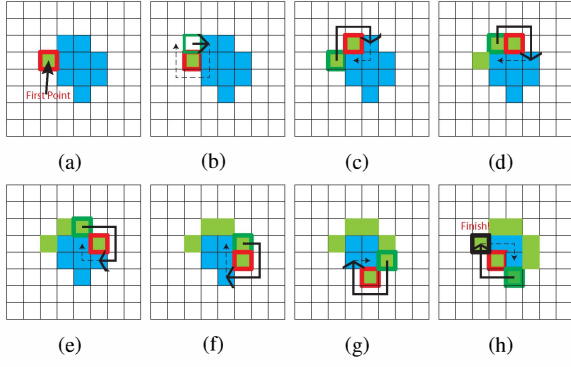 First Point
(a)
(b)
(c)
(d)
Finish!
(e)
(f)
(g)
(h)